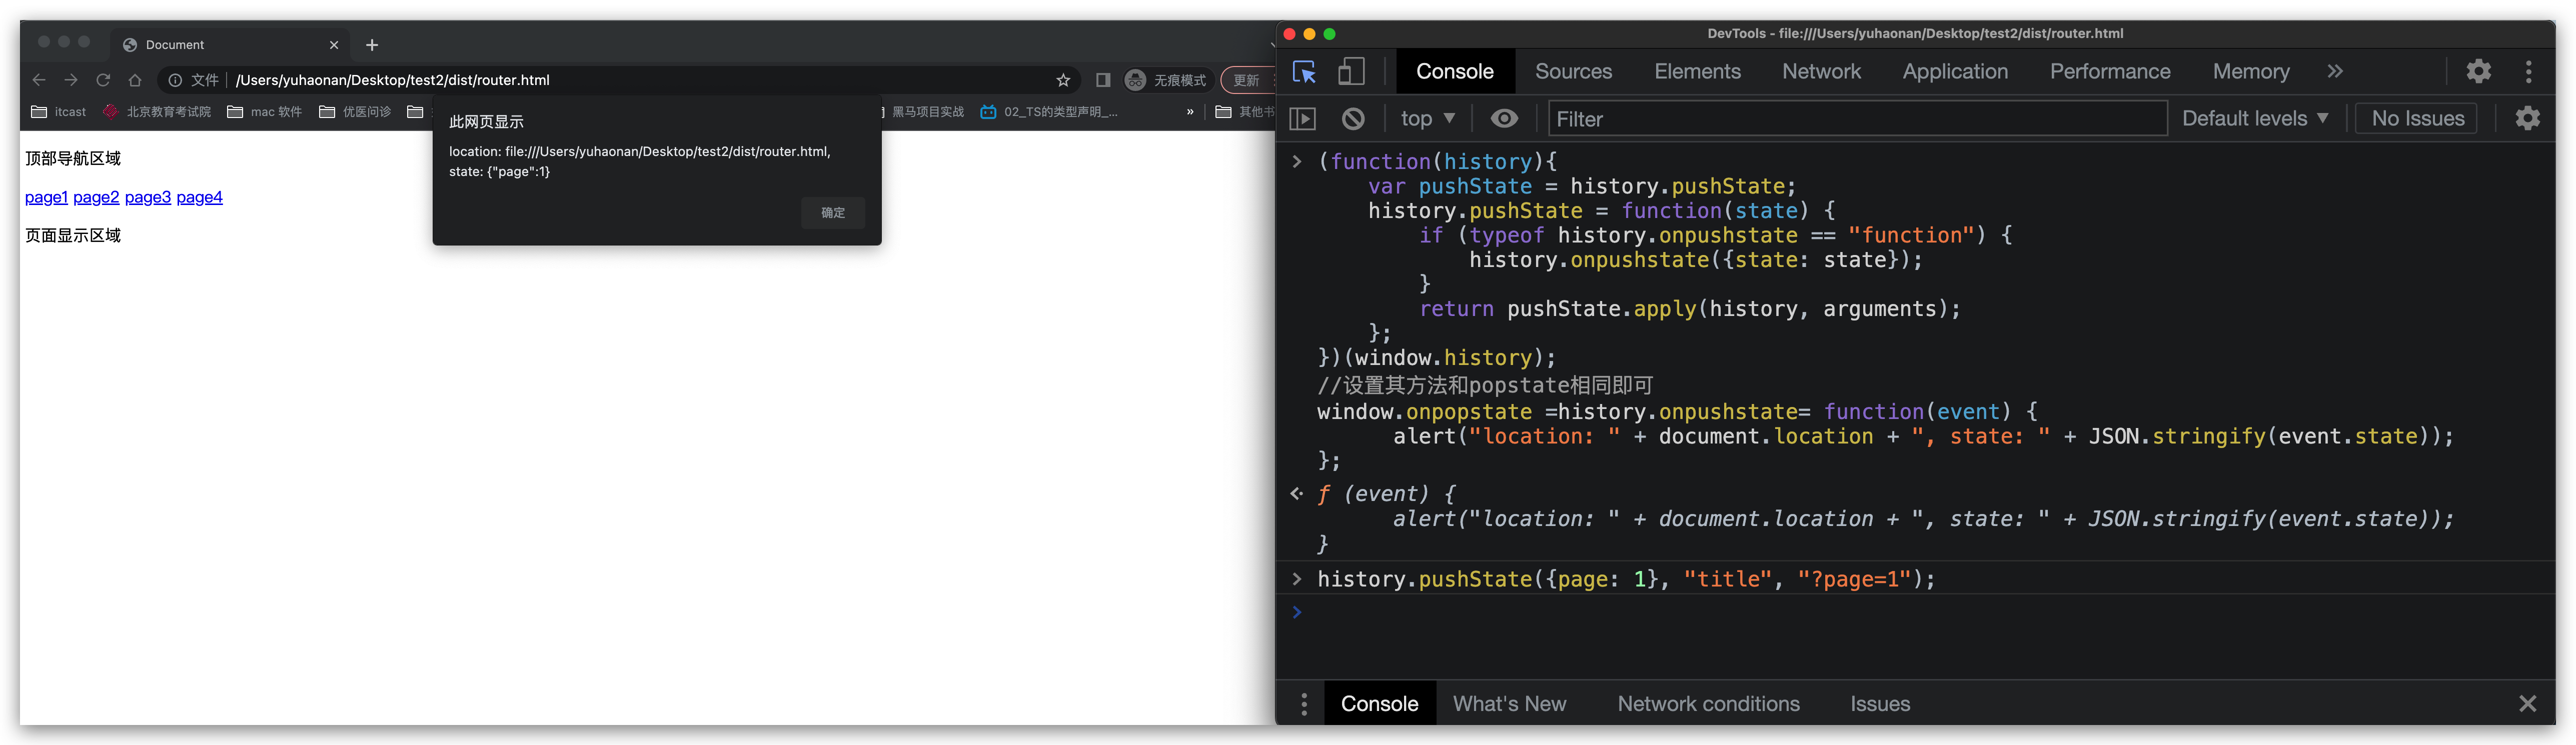 Document
文件 /Users/yuhaonan/Desktop/test2/dist/router.html
无痕模式
更新
itcast
北京教育考试院
mac 软件
优医问诊
黑马项目实战
02_TS的类型声明_...
»
其他书
此网页显示
location: file:///Users/yuhaonan/Desktop/test2/dist/router.html,
state: {"page":1}
确定
顶部导航区域
page1 page2 page3 page4
页面显示区域
DevTools - file:///Users/yuhaonan/Desktop/test2/dist/router.html
Console Sources Elements Network Application Performance Memory »
top Filter Default levels ▼ No Issues
> (function(history){
    var pushState = history.pushState;
    history.pushState = function(state) {
        if (typeof history.onpushstate == "function") {
            history.onpushstate({state: state});
        }
        return pushState.apply(history, arguments);
    };
})(window.history);
//设置其方法和popstate相同即可
window.onpopstate =history.onpushstate= function(event) {
      alert("location: " + document.location + ", state: " + JSON.stringify(event.state));
};
ƒ (event) {
      alert("location: " + document.location + ", state: " + JSON.stringify(event.state));
}
> history.pushState({page: 1}, "title", "?page=1");
>
Console What's New Network conditions Issues